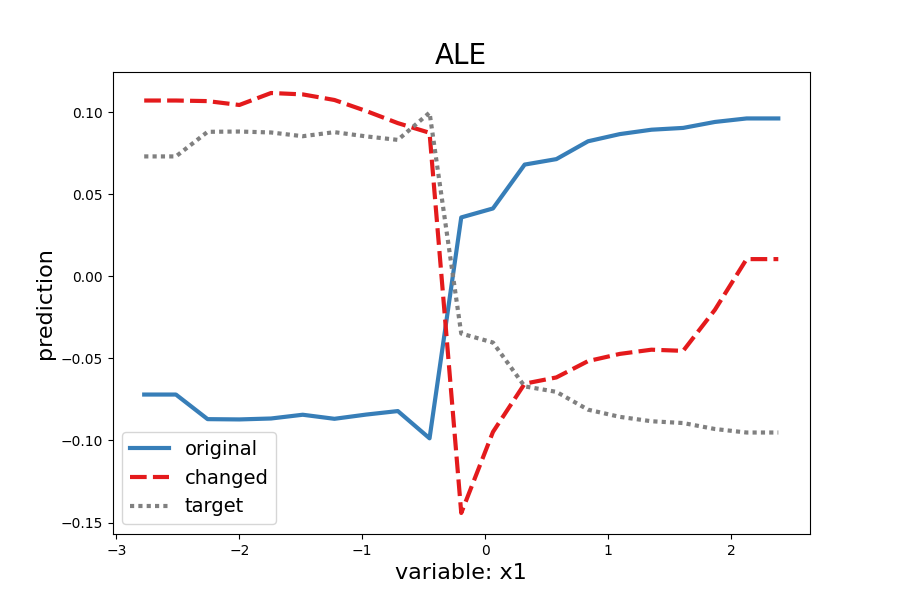 ALE
prediction
0.10
0.05
0.00
−0.05
−0.10
−0.15
original
changed
target
−3
−2
−1
0
1
2
variable: x1